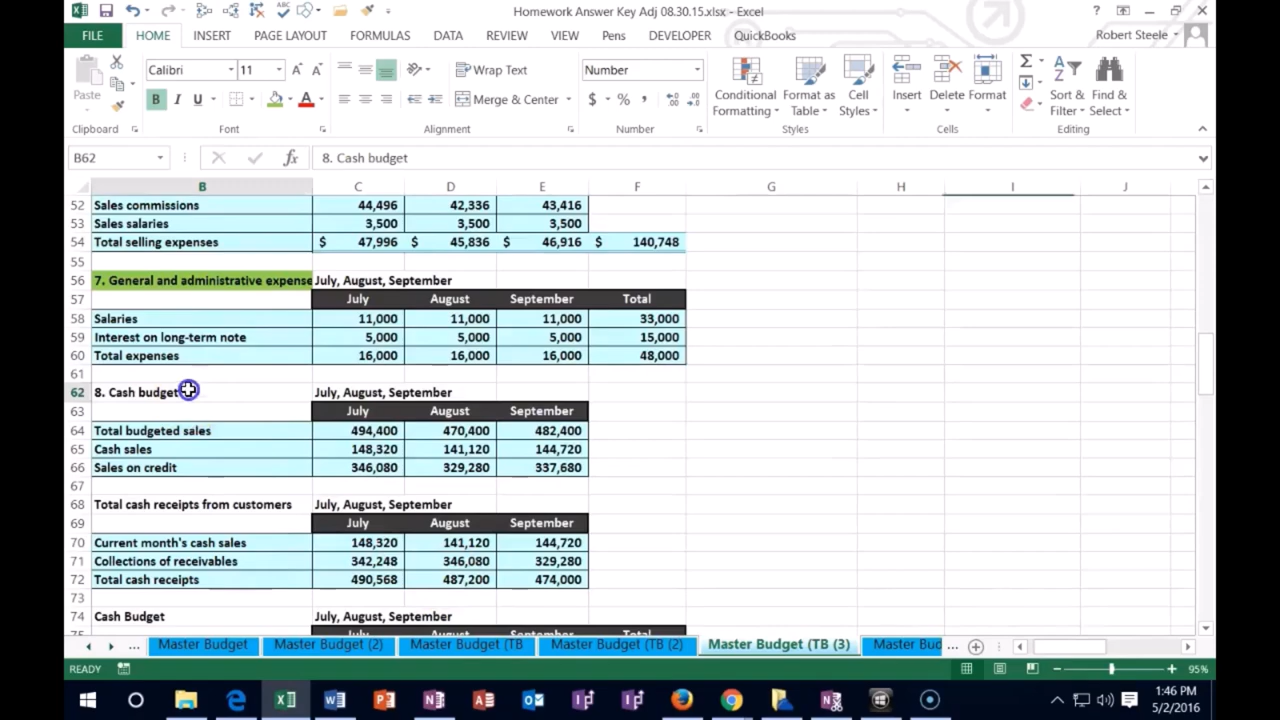 Homework Answer Key Adj 08.30.15.xlsx - Excel
FILE HOME INSERT PAGE LAYOUT FORMULAS DATA REVIEW VIEW Pens DEVELOPER QuickBooks Robert Steele
Calibri 11 Wrap Text Number
Paste B I U Merge & Center $ % Conditional Formatting Format as Table Cell Styles Insert Delete Format Sort & Filter Find & Select
Clipboard Font Alignment Number Styles Cells Editing
B62 fx 8. Cash budget
B C D E F G H I J
52 Sales commissions 44,496 42,336 43,416
53 Sales salaries 3,500 3,500 3,500
54 Total selling expenses $ 47,996 $ 45,836 $ 46,916 $ 140,748
55
56 7. General and administrative expense July, August, September
57 July August September Total
58 Salaries 11,000 11,000 11,000 33,000
59 Interest on long-term note 5,000 5,000 5,000 15,000
60 Total expenses 16,000 16,000 16,000 48,000
61
62 8. Cash budget July, August, September
63 July August September
64 Total budgeted sales 494,400 470,400 482,400
65 Cash sales 148,320 141,120 144,720
66 Sales on credit 346,080 329,280 337,680
67
68 Total cash receipts from customers July, August, September
69 July August September
70 Current month's cash sales 148,320 141,120 144,720
71 Collections of receivables 342,248 346,080 329,280
72 Total cash receipts 490,568 487,200 474,000
73
74 Cash Budget July, August, September
75 July August September Total
... Master Budget Master Budget (2) Master Budget (TB Master Budget (TB (2) Master Budget (TB (3) Master Bud ...
READY 95%
1:46 PM
5/2/2016